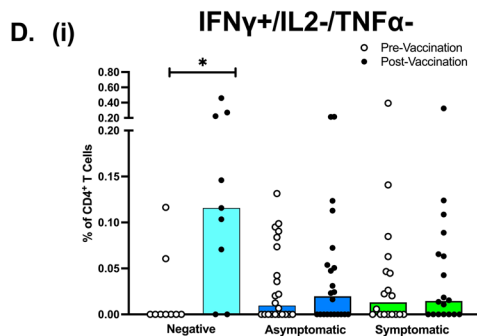 D. (i)
IFNγ+/IL2-/TNFα-
Pre-Vaccination
Post-Vaccination
*
0.80
0.60
0.40
0.20
0.20
0.15
0.10
0.05
0.00
% of CD4+ T Cells
Negative Asymptomatic Symptomatic